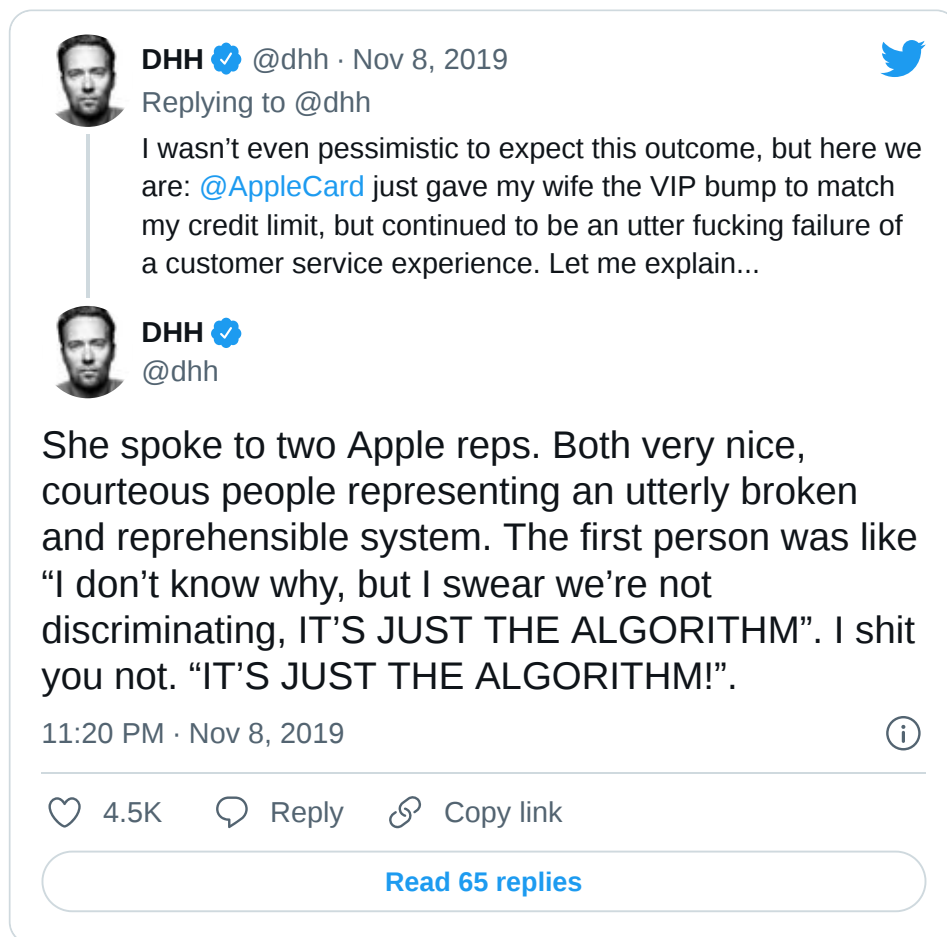 DHH @dhh · Nov 8, 2019
Replying to @dhh
I wasn’t even pessimistic to expect this outcome, but here we
are: @AppleCard just gave my wife the VIP bump to match
my credit limit, but continued to be an utter fucking failure of
a customer service experience. Let me explain...
DHH
@dhh
She spoke to two Apple reps. Both very nice,
courteous people representing an utterly broken
and reprehensible system. The first person was like
“I don’t know why, but I swear we’re not
discriminating, IT’S JUST THE ALGORITHM”. I shit
you not. “IT’S JUST THE ALGORITHM!”.
11:20 PM · Nov 8, 2019
4.5K Reply Copy link
Read 65 replies